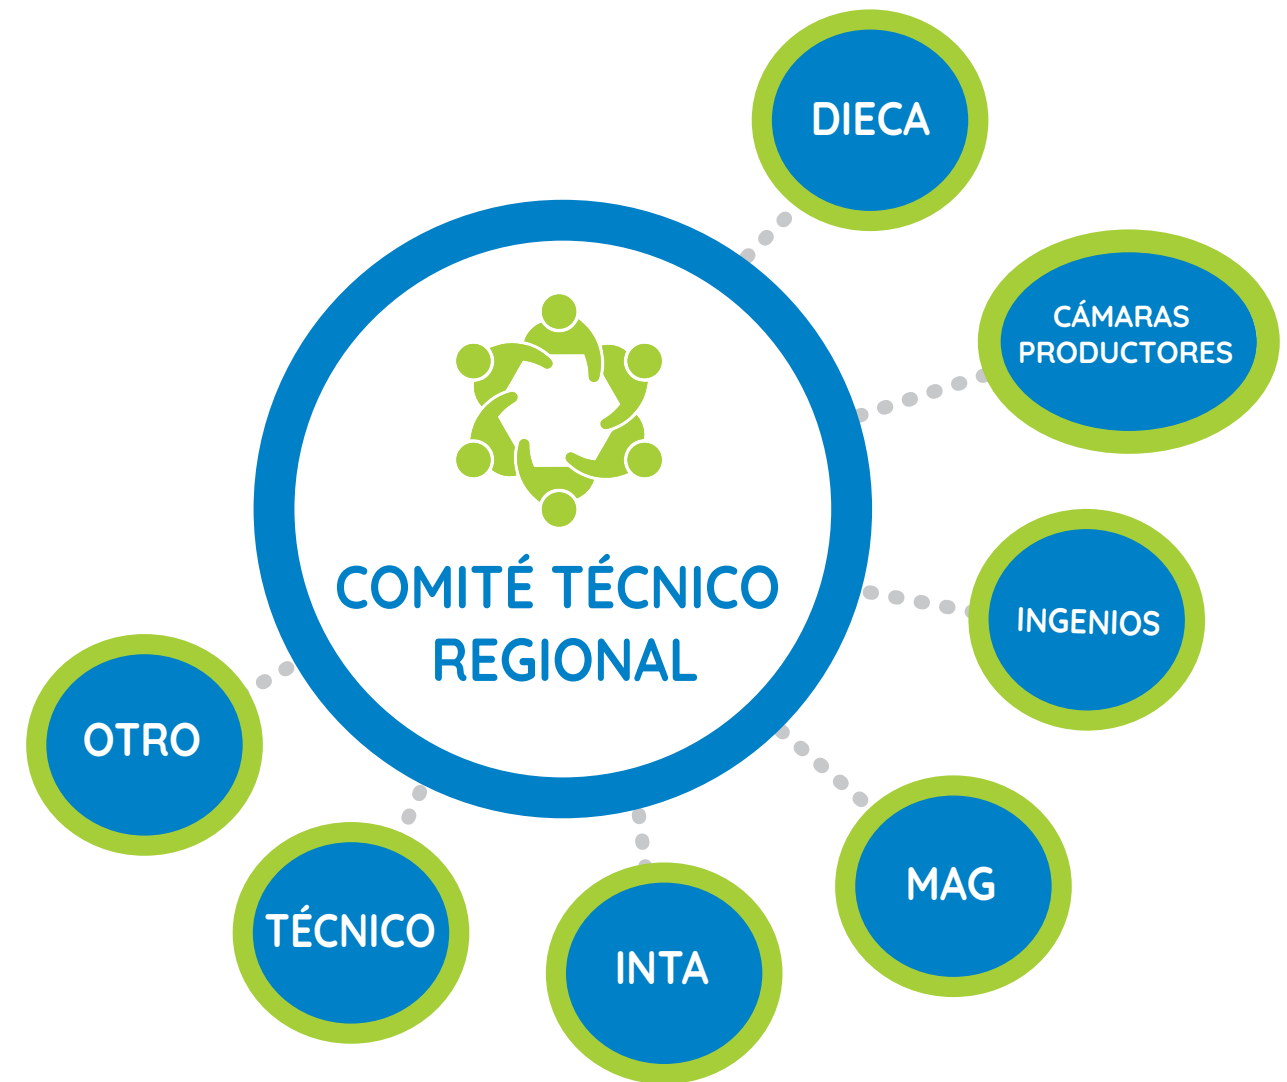 DIECA
CÁMARAS
PRODUCTORES
COMITÉ TÉCNICO
REGIONAL
INGENIOS
OTRO
MAG
TÉCNICO
INTA